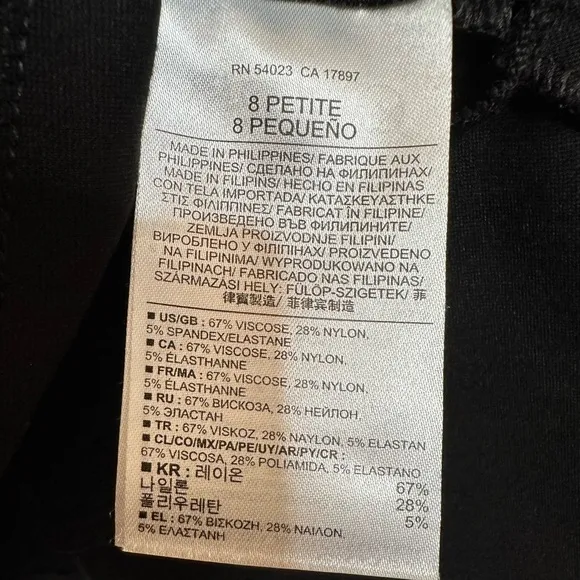 RN 54023 CA 17897
8 PETITE
8 PEQUEÑO
MADE IN PHILIPPINES/ FABRIQUE AUX
PHILIPPINES/ СДЕЛАНО НА ФИЛИПИНАХ/
MADE IN FILIPINS/ HECHO EN FILIPINAS
CON TELA IMPORTADA/ ΚΑΤΑΣΚΕΥΑΣΤΗΚΕ
ΣΤΙΣ ΦΙΛΙΠΠΙΝΕΣ/ FABRICAT ÎN FILIPINE/
ПРОИЗВЕДЕНО ВЪВ ФИЛИПИНИТЕ/
ZEMLJA PROIZVODNJE FILIPINI/
ВИРОБЛЕНО У ФІЛІПІНАХ/ PROIZVEDENO
NA FILIPINIMA/ WYPRODUKOWANO NA
FILIPINACH/ FABRICADO NAS FILIPINAS/
SZÁRMAZÁSI HELY: FÜLÖP-SZIGETEK/ 菲
律賓製造/ 菲律宾制造
■ US/GB : 67% VISCOSE, 28% NYLON,
5% SPANDEX/ELASTANE
■ CA : 67% VISCOSE, 28% NYLON,
5% ÉLASTHANNE
■ FR/MA : 67% VISCOSE, 28% NYLON,
5% ÉLASTHANNE
■ RU : 67% ВИСКОЗА, 28% НЕЙЛОН,
5% ЭЛАСТАН
■ TR : 67% VISKOZ, 28% NAYLON, 5% ELASTAN
■ CL/CO/MX/PA/PE/UY/AR/PY/CR :
67% VISCOSA, 28% POLIAMIDA, 5% ELASTANO
■ KR : 레이온 67%
나일론 28%
폴리우레탄 5%
■ EL : 67% ΒΙΣΚΟΖΗ, 28% ΝΑΙΛΟΝ,
5% ΕΛΑΣΤΑΝΗ